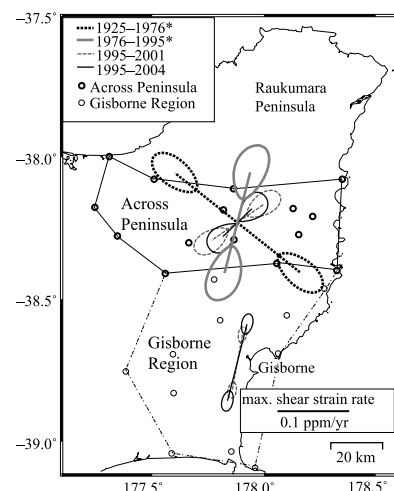 −37.5°
1925−1976*
1976−1995*
1995−2001
1995−2004
Across Peninsula
Gisborne Region
Raukumara
Peninsula
−38.0°
Across
Peninsula
−38.5°
Gisborne
Region
Gisborne
max. shear strain rate
0.1 ppm/yr
−39.0°
20 km
177.5°
178.0°
178.5°